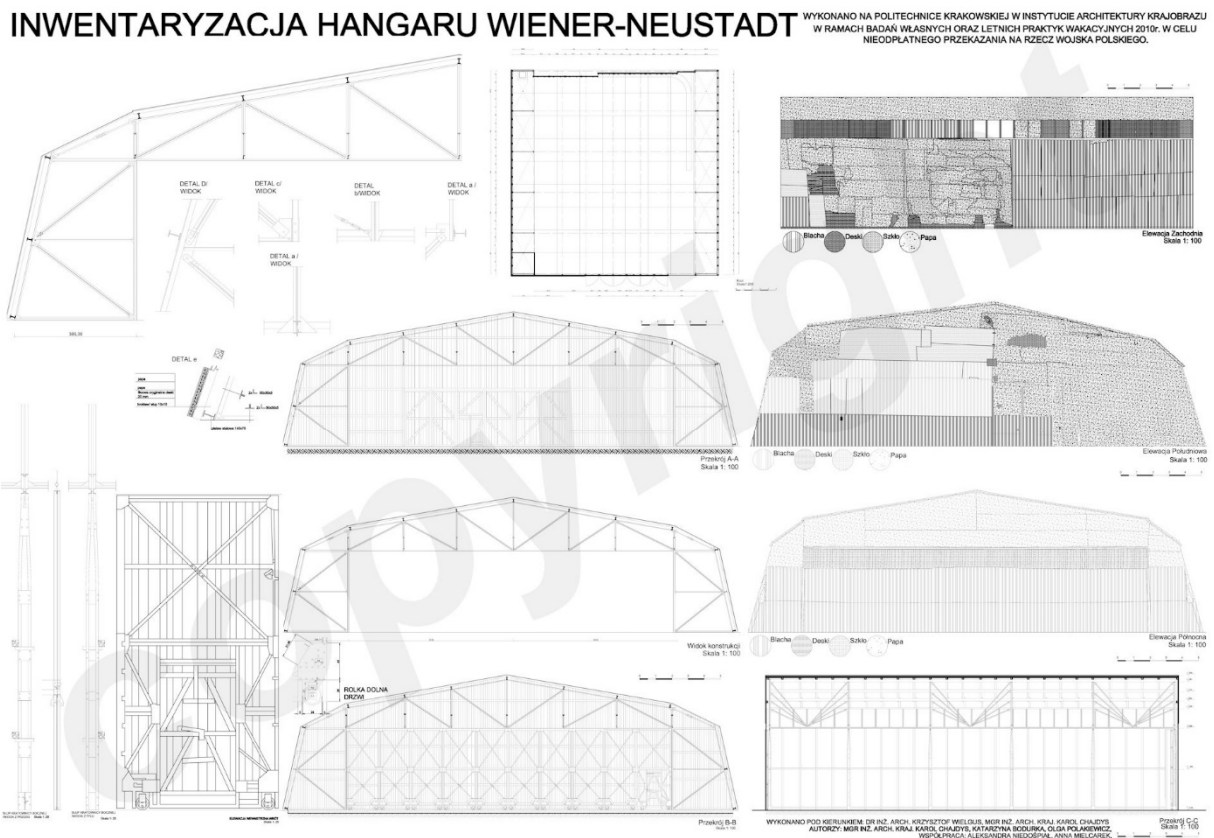 INWENTARYZACJA HANGARU WIENER-NEUSTADT
WYKONANO NA POLITECHNICE KRAKOWSKIEJ W INSTYTUCIE ARCHITEKTURY KRAJOBRAZU
W RAMACH BADAŃ WŁASNYCH ORAZ LETNICH PRAKTYK WAKACYJNYCH 2010r. W CELU
NIEODPŁATNEGO PRZEKAZANIA NA RZECZ WOJSKA POLSKIEGO.
DETAL D/
WIDOK
DETAL c/
WIDOK
DETAL
b/WIDOK
DETAL a /
WIDOK
DETAL a /
WIDOK
Blacha
Deski
Szkło
Papa
Elewacja Zachodnia
Skala 1: 100
DETAL e
Przekrój A-A
Skala 1: 100
Blacha
Deski
Szkło
Papa
Elewacja Południowa
Skala 1: 100
Widok konstrukcji
Skala 1: 100
Blacha
Deski
Szkło
Papa
Elewacja Północna
Skala 1: 100
ROLKA DOLNA
DRZWI
Przekrój B-B
WYKONANO POD KIERUNKIEM: DR INŻ. ARCH. KRZYSZTOF WIELGUS, MGR INŻ. ARCH. KRAJ. KAROL CHAJDYS
AUTORZY: MGR INŻ. ARCH. KRAJ. KAROL CHAJDYS, KATARZYNA BODURKA, OLGA POLAKIEWICZ,
WSPÓŁPRACA: ALEKSANDRA NIEDOŚPIAŁ, ANNA MELCAREK,
Przekrój C-C
Skala 1: 100
copyright